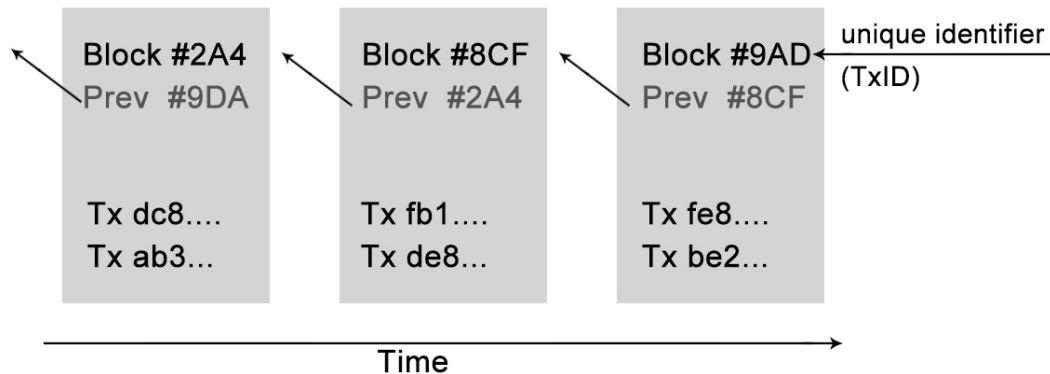 Block #2A4
Prev #9DA
Tx dc8....
Tx ab3...
Block #8CF
Prev #2A4
Tx fb1....
Tx de8...
Block #9AD
Prev #8CF
Tx fe8....
Tx be2...
unique identifier
(TxID)
Time